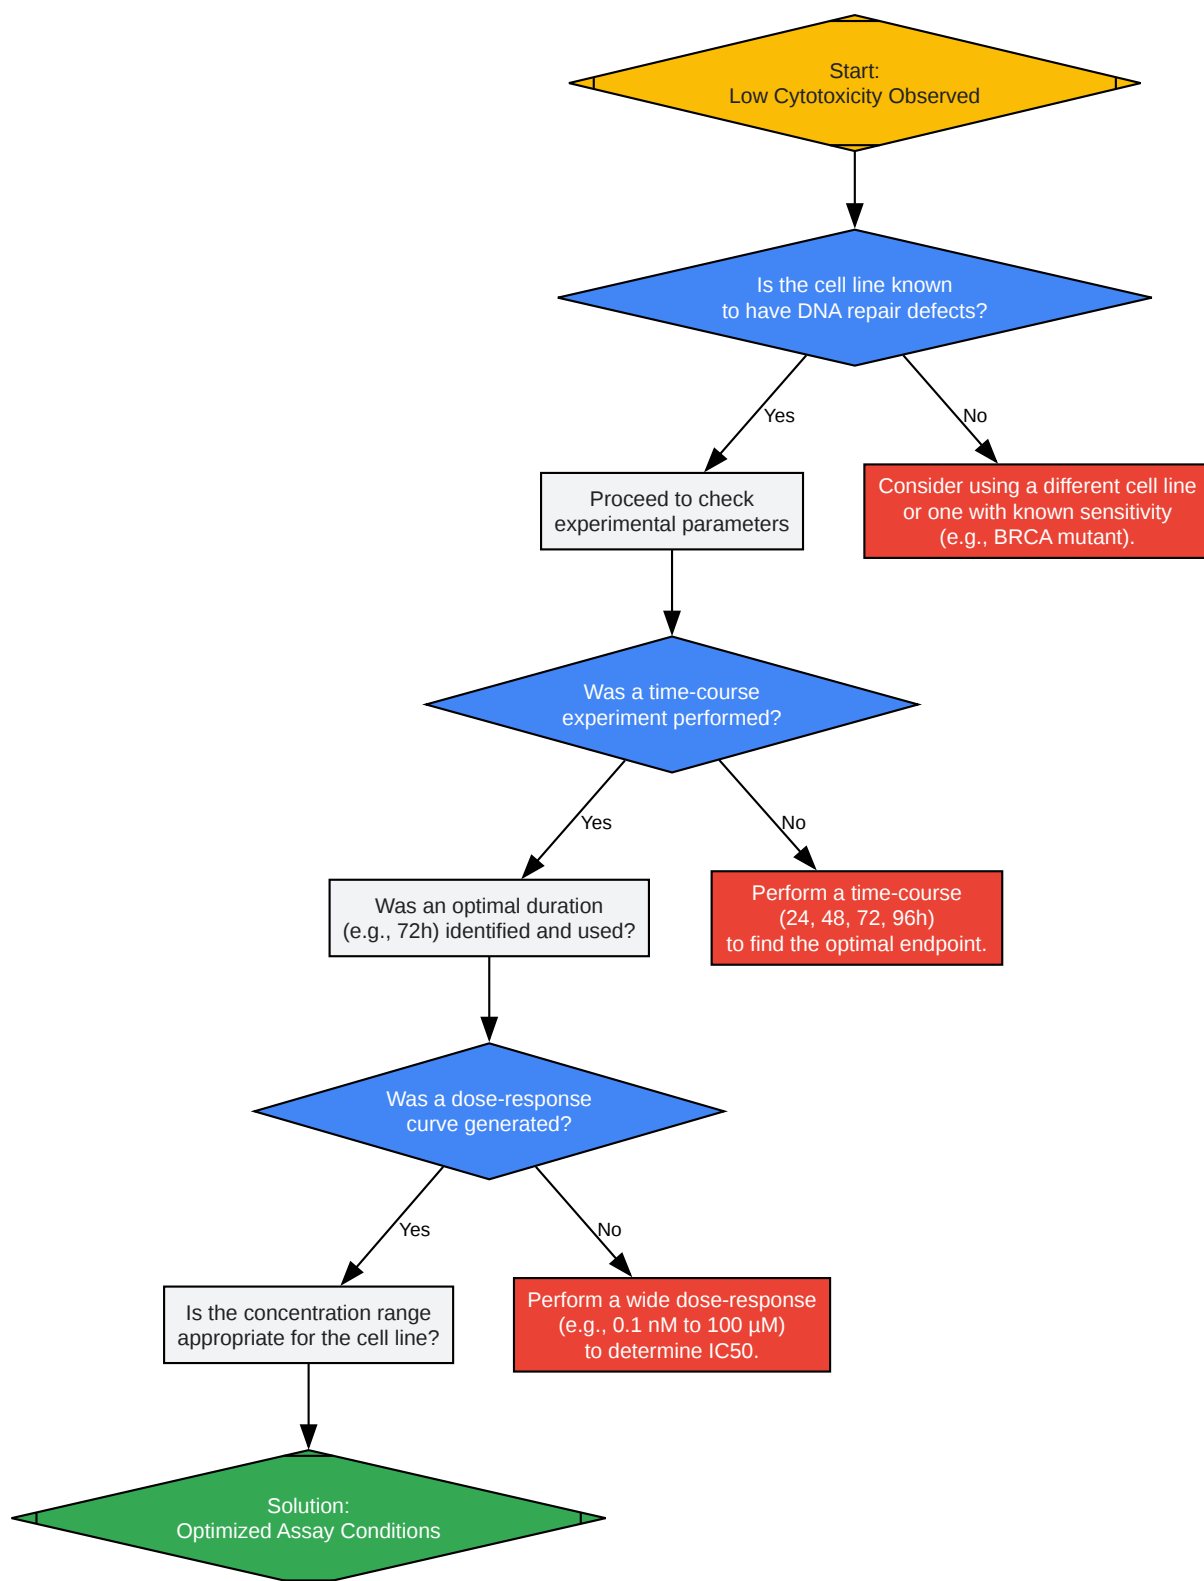 Start:
Low Cytotoxicity Observed
Is the cell line known
to have DNA repair defects?
Yes
No
Proceed to check
experimental parameters
Consider using a different cell line
or one with known sensitivity
(e.g., BRCA mutant).
Was a time-course
experiment performed?
Yes
No
Was an optimal duration
(e.g., 72h) identified and used?
Perform a time-course
(24, 48, 72, 96h)
to find the optimal endpoint.
Was a dose-response
curve generated?
Yes
No
Is the concentration range
appropriate for the cell line?
Perform a wide dose-response
(e.g., 0.1 nM to 100 µM)
to determine IC50.
Solution:
Optimized Assay Conditions